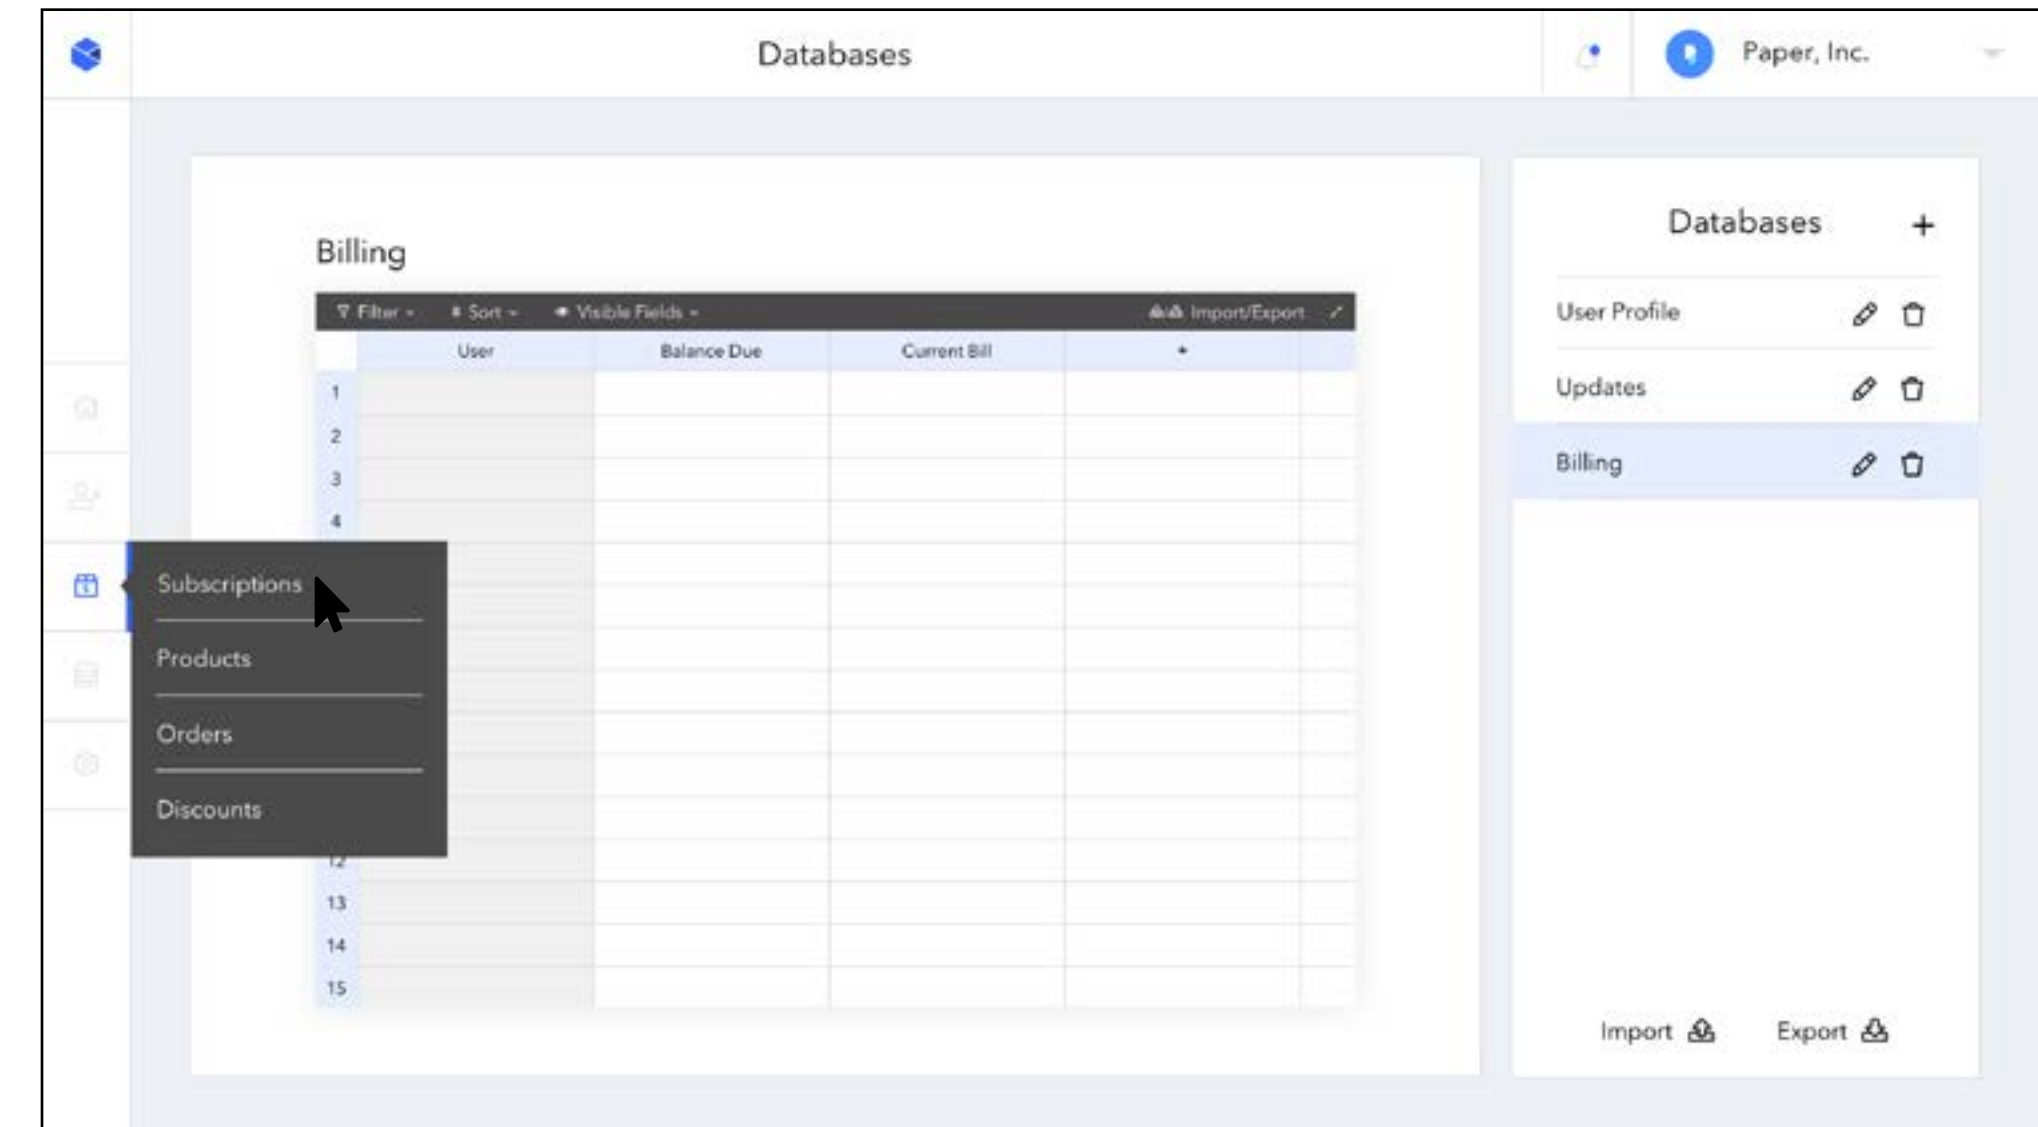 Databases
Paper, Inc.
Billing
Filter Sort Visible Fields Import/Export
User Balance Due Current Bill +
1
2
3
4
Subscriptions
Products
Orders
Discounts
12
13
14
15
Databases +
User Profile
Updates
Billing
Import Export